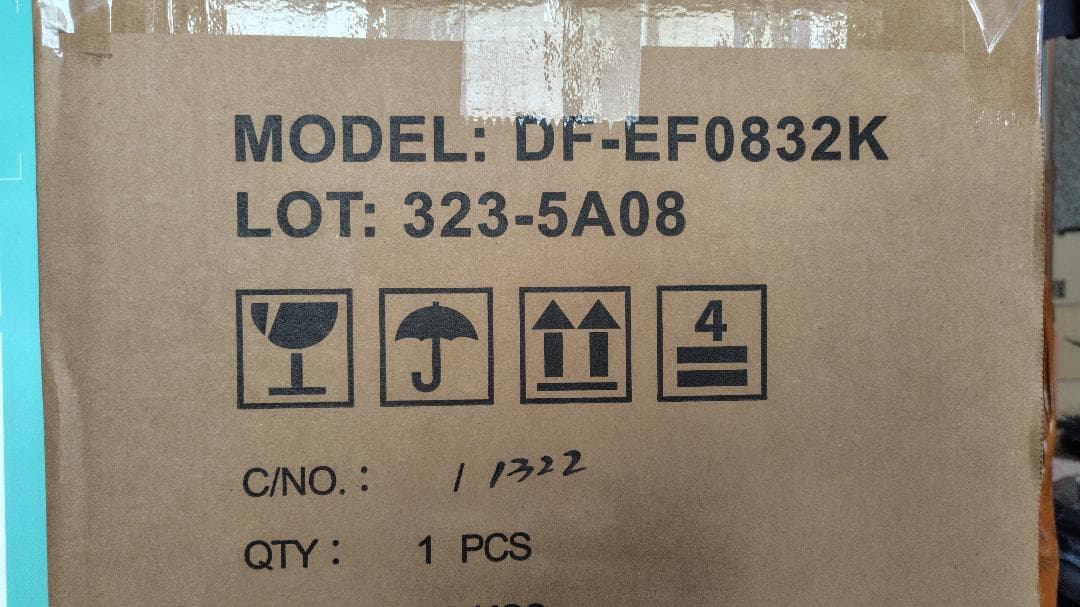 MODEL: DF-EF0832K
LOT: 323-5A08
4
C/NO. : 1 1322
QTY : 1 PCS